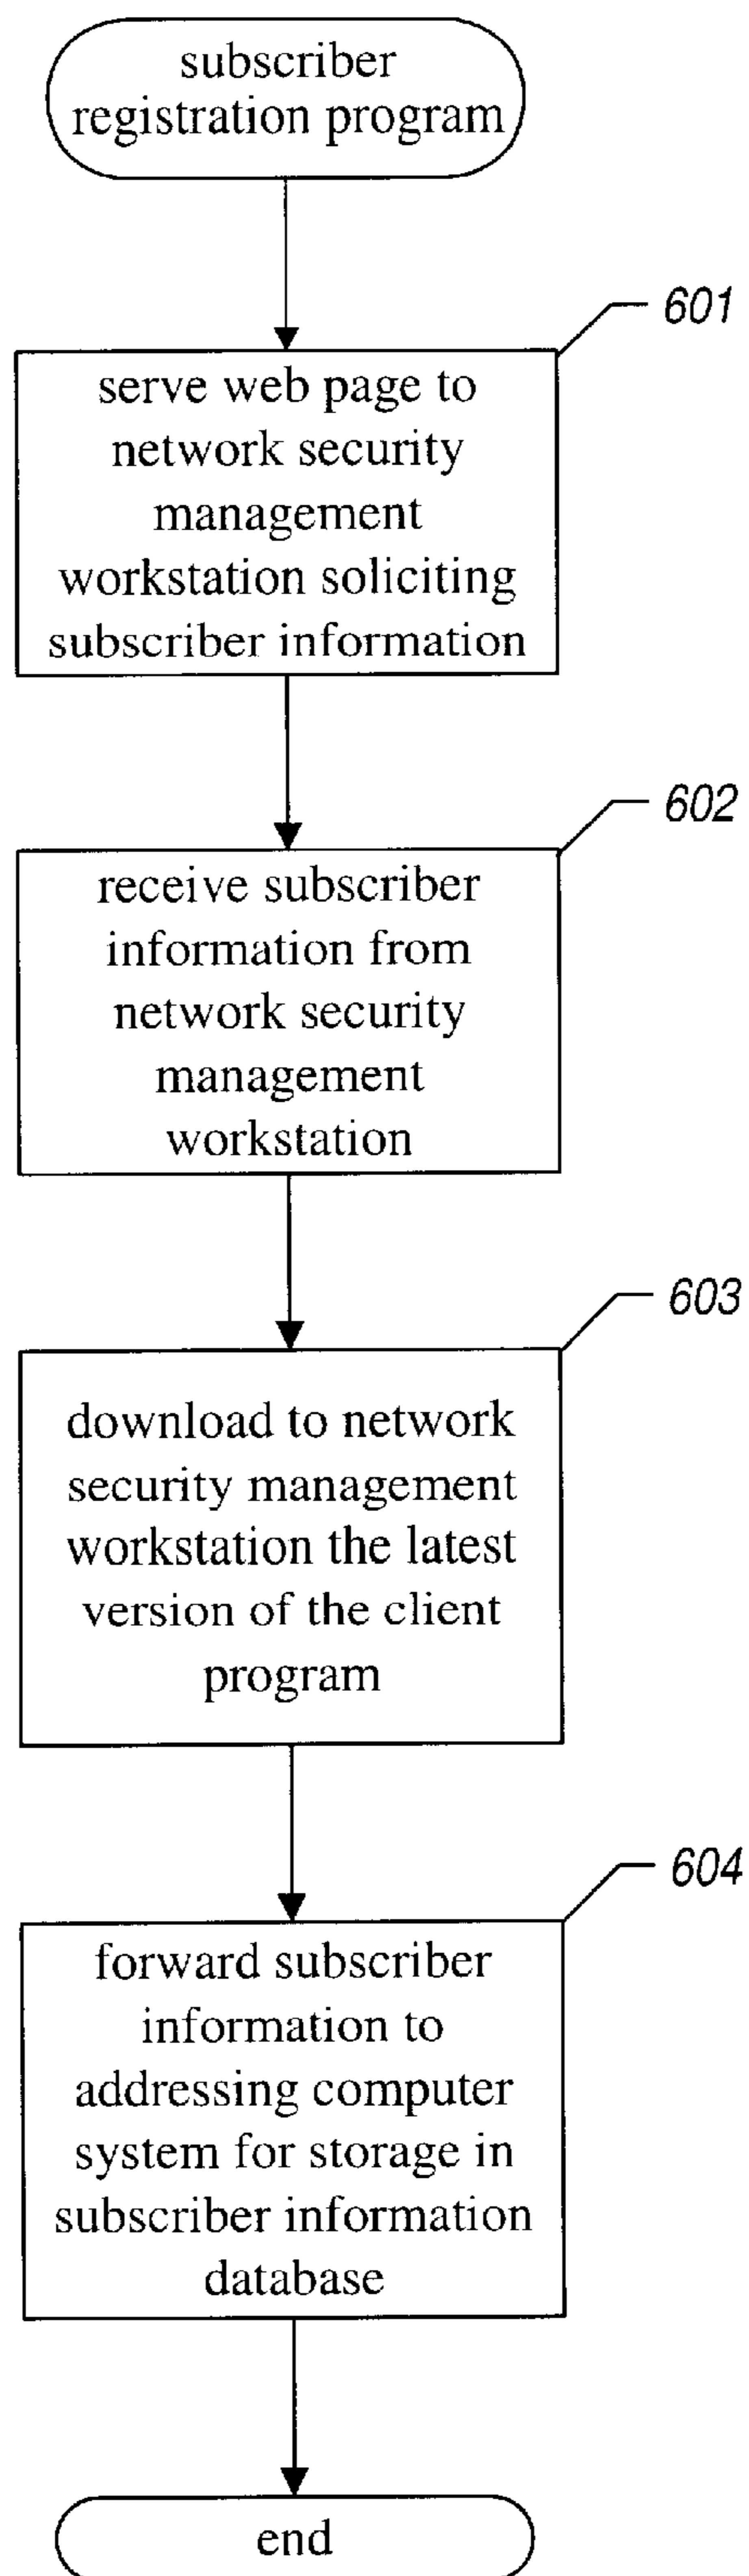 subscriber
registration program
601
serve web page to
network security
management
workstation soliciting
subscriber information
602
receive subscriber
information from
network security
management
workstation
603
download to network
security management
workstation the latest
version of the client
program
604
forward subscriber
information to
addressing computer
system for storage in
subscriber information
database
end